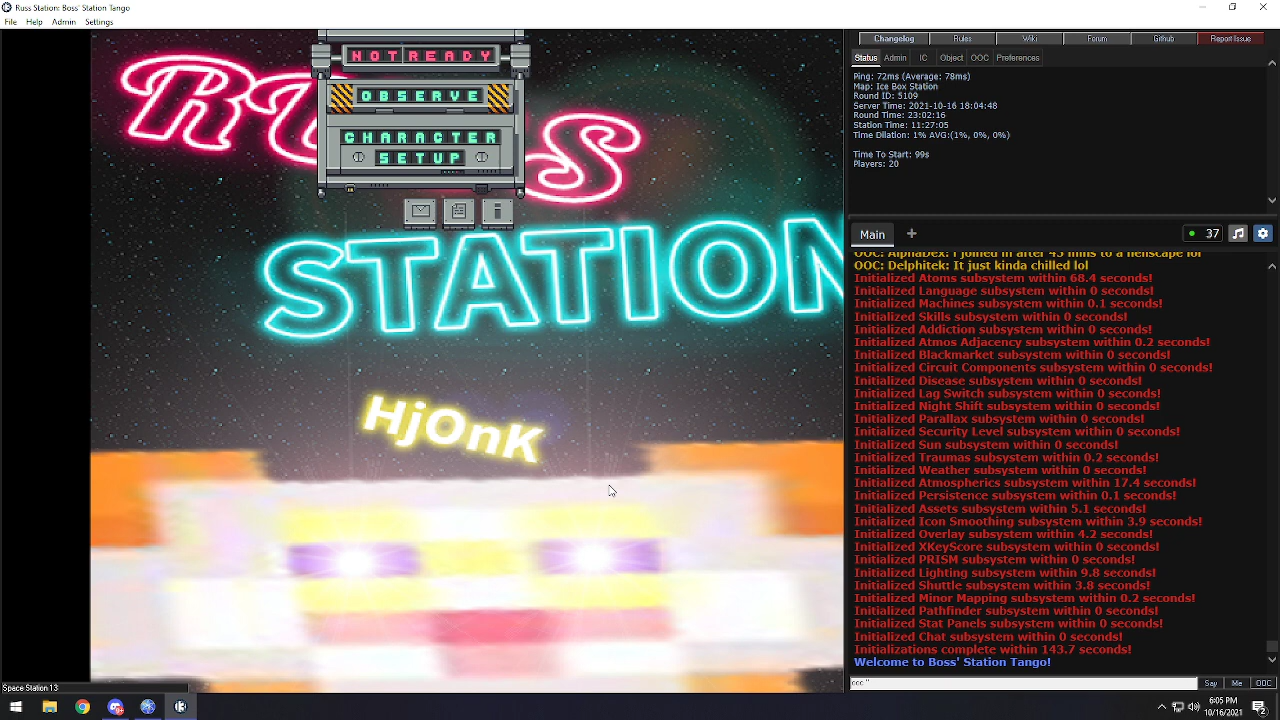 Russ Station: Boss' Station Tango
File Help Admin Settings
NOT READY
OBSERVE
CHARACTER
SETUP
STATION
HjOnK
Space Station 13
Changelog Rules Wiki Forum Github Report Issue
Status Admin IC Object OOC Preferences
Ping: 72ms (Average: 78ms)
Map: Ice Box Station
Round ID: 5109
Server Time: 2021-10-16 18:04:48
Round Time: 23:02:16
Station Time: 11:27:05
Time Dilation: 1% AVG:(1%, 0%, 0%)
Time To Start: 99s
Players: 20
Main + 37
OOC: AlphaDex: I joined in after 45 mins to a hellscape lol
OOC: Delphitek: It just kinda chilled lol
Initialized Atoms subsystem within 68.4 seconds!
Initialized Language subsystem within 0 seconds!
Initialized Machines subsystem within 0.1 seconds!
Initialized Skills subsystem within 0 seconds!
Initialized Addiction subsystem within 0 seconds!
Initialized Atmos Adjacency subsystem within 0.2 seconds!
Initialized Blackmarket subsystem within 0 seconds!
Initialized Circuit Components subsystem within 0 seconds!
Initialized Disease subsystem within 0 seconds!
Initialized Lag Switch subsystem within 0 seconds!
Initialized Night Shift subsystem within 0 seconds!
Initialized Parallax subsystem within 0 seconds!
Initialized Security Level subsystem within 0 seconds!
Initialized Sun subsystem within 0 seconds!
Initialized Traumas subsystem within 0.2 seconds!
Initialized Weather subsystem within 0 seconds!
Initialized Atmospherics subsystem within 17.4 seconds!
Initialized Persistence subsystem within 0.1 seconds!
Initialized Assets subsystem within 5.1 seconds!
Initialized Icon Smoothing subsystem within 3.9 seconds!
Initialized Overlay subsystem within 4.2 seconds!
Initialized XKeyScore subsystem within 0 seconds!
Initialized PRISM subsystem within 0 seconds!
Initialized Lighting subsystem within 9.8 seconds!
Initialized Shuttle subsystem within 3.8 seconds!
Initialized Minor Mapping subsystem within 0.2 seconds!
Initialized Pathfinder subsystem within 0 seconds!
Initialized Stat Panels subsystem within 0 seconds!
Initialized Chat subsystem within 0 seconds!
Initializations complete within 143.7 seconds!
Welcome to Boss' Station Tango!
ooc "
Say Me OOC
6:05 PM
10/16/2021